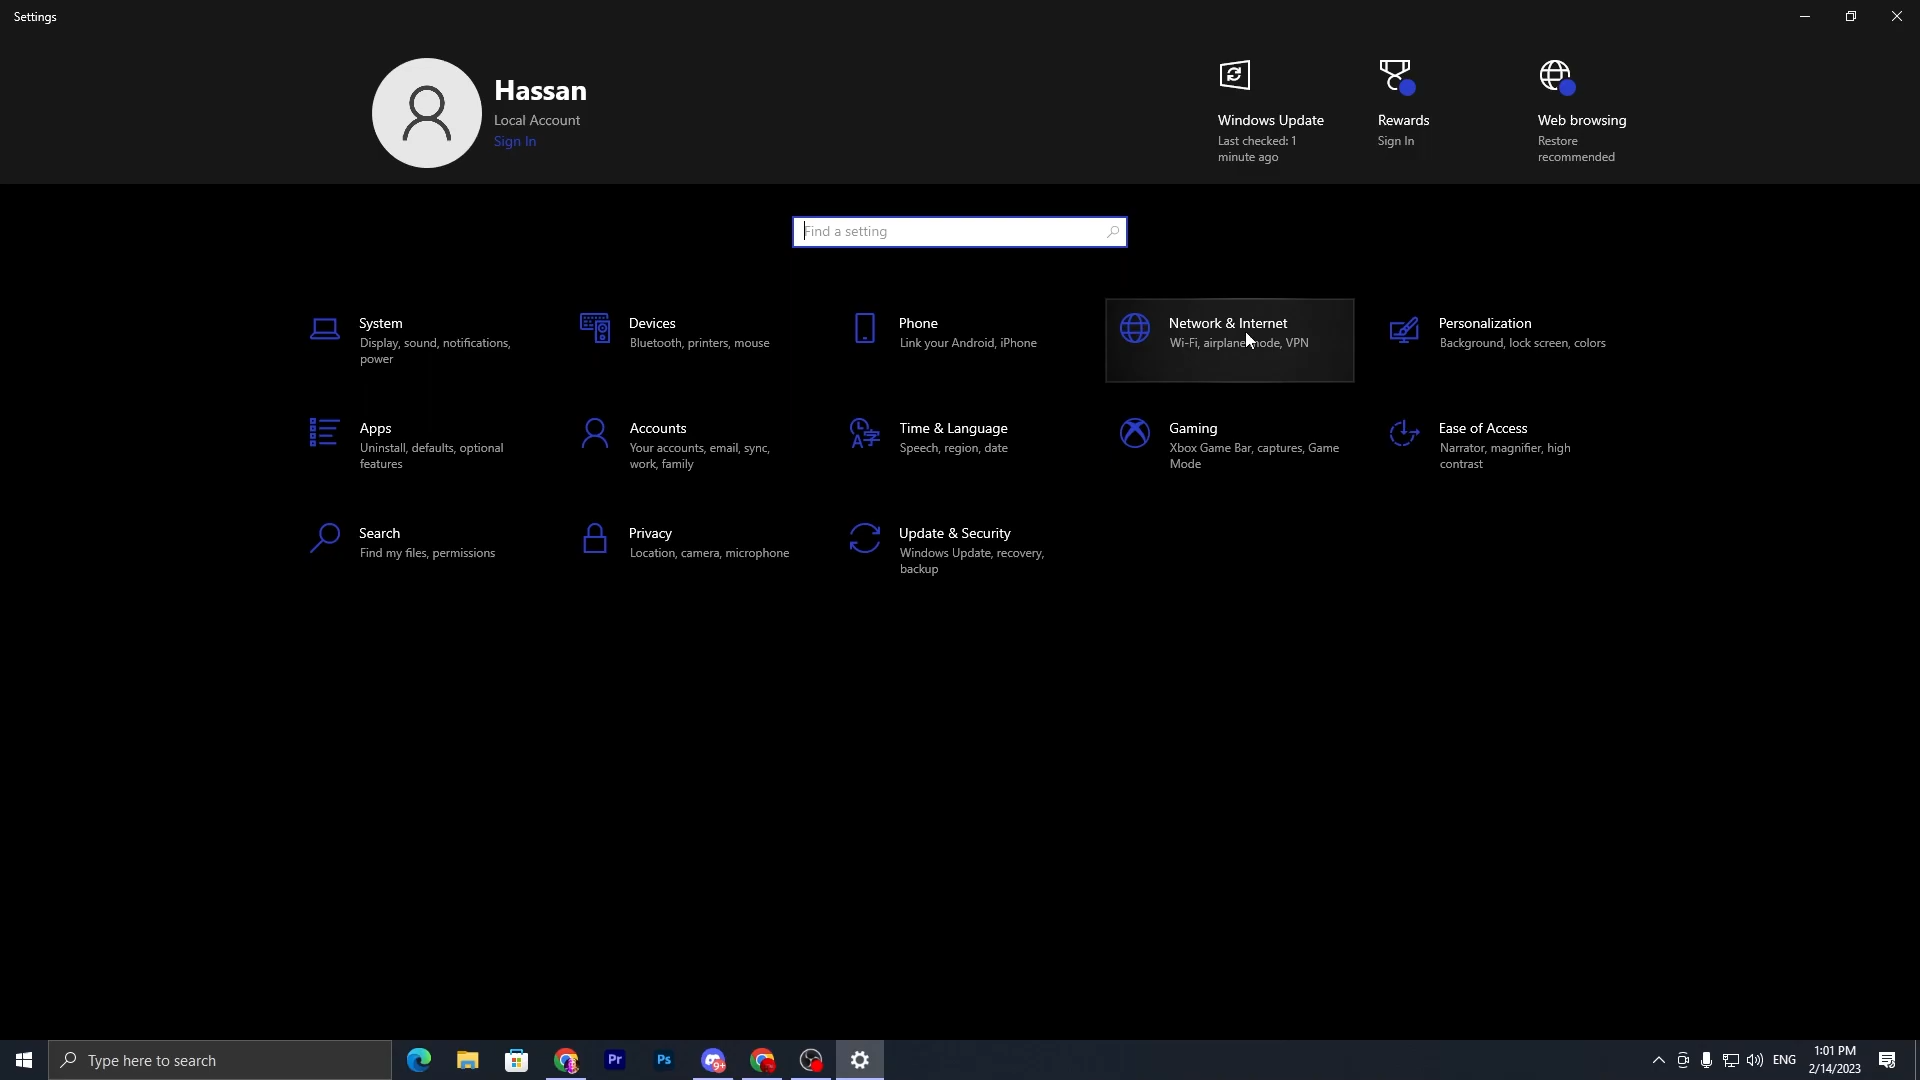 Settings
Hassan
Local Account
Sign In
Windows Update
Last checked: 1
minute ago
Rewards
Sign In
Web browsing
Restore
recommended
Find a setting
System
Display, sound, notifications,
power
Devices
Bluetooth, printers, mouse
Phone
Link your Android, iPhone
Network & Internet
Wi-Fi, airplane mode, VPN
Personalization
Background, lock screen, colors
Apps
Uninstall, defaults, optional
features
Accounts
Your accounts, email, sync,
work, family
Time & Language
Speech, region, date
Gaming
Xbox Game Bar, captures, Game
Mode
Ease of Access
Narrator, magnifier, high
contrast
Search
Find my files, permissions
Privacy
Location, camera, microphone
Update & Security
Windows Update, recovery,
backup
Type here to search
Pr
Ps
9+
ENG
1:01 PM
2/14/2023